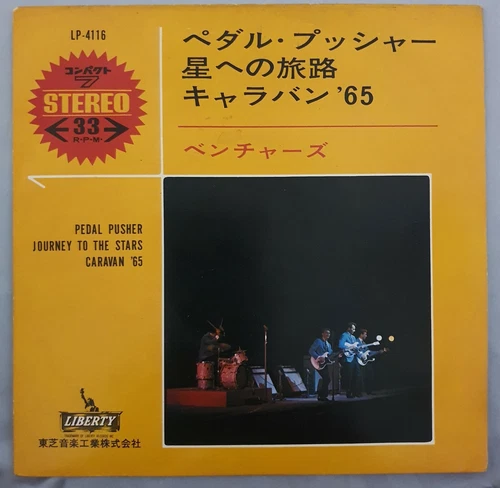 LP-4116
コンパクト
7
STEREO
33
R・P・M・
ペダル・プッシャー
星への旅路
キャラバン '65
ベンチャーズ
PEDAL PUSHER
JOURNEY TO THE STARS
CARAVAN '65
LIBERTY
東芝音楽工業株式会社